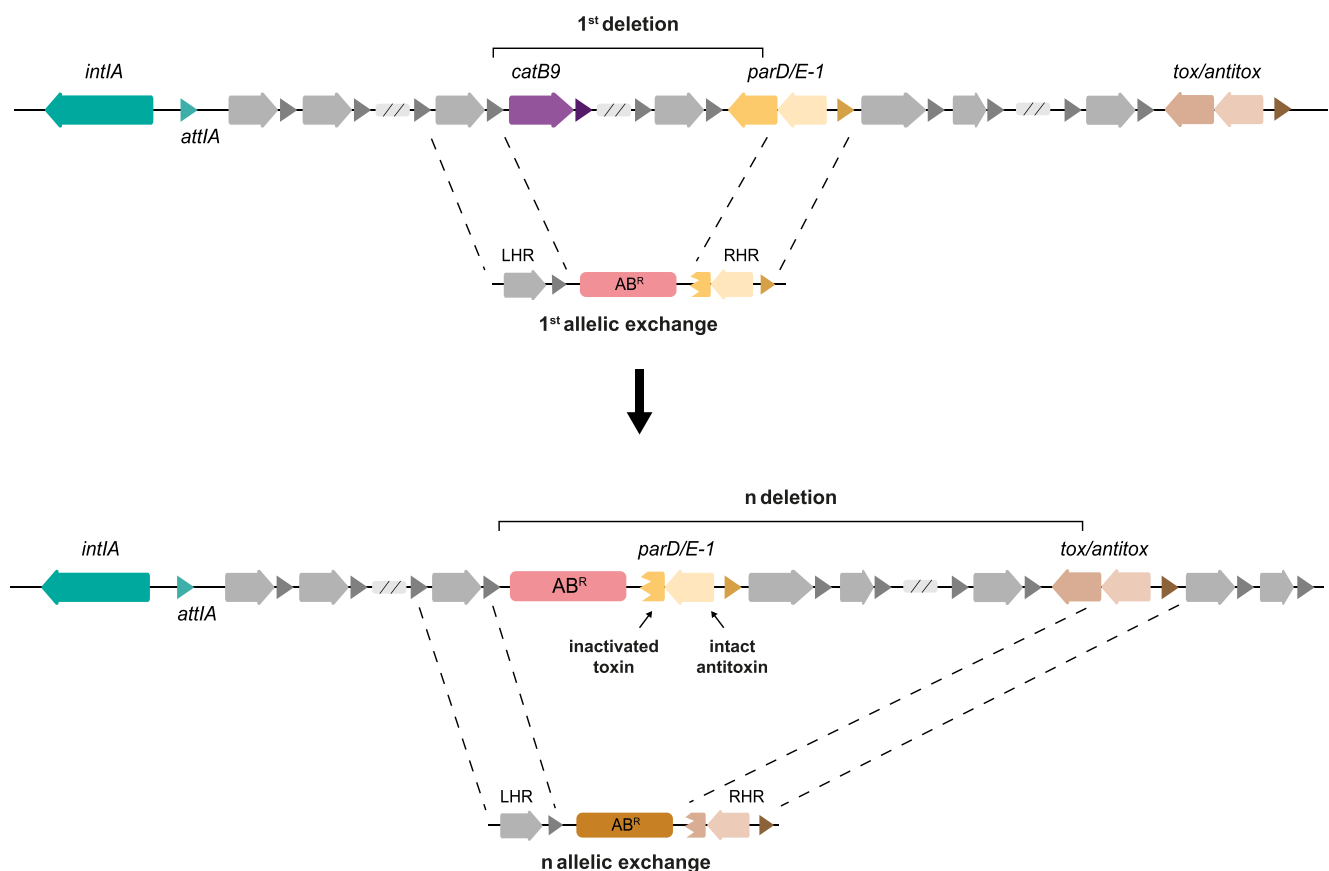 1st deletion
intIA
catB9
parD/E-1
tox/antitox
attIA
LHR
RHR
ABR
1st allelic exchange
n deletion
intIA
parD/E-1
tox/antitox
ABR
attIA
inactivated
toxin
intact
antitoxin
LHR
RHR
ABR
n allelic exchange